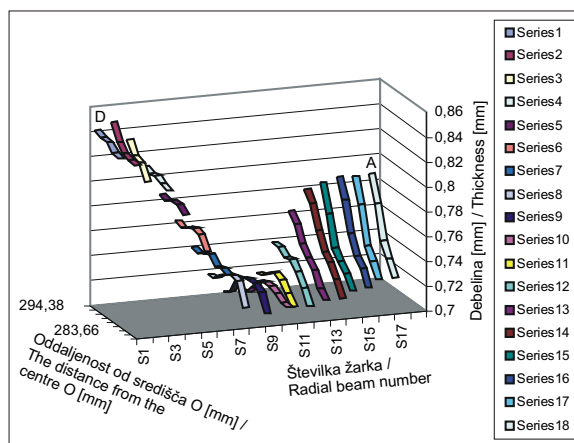 D
A
0,86
0,84
0,82
0,8
0,78
0,76
0,74
0,72
0,7
Debelina [mm] / Thickness [mm]
294,38
283,66
Oddaljenost od središča O [mm] /
The distance from the
centre O [mm]
S1
S3
S5
S7
S9
S11
S13
S15
S17
Številka žarka /
Radial beam number
Series1
Series2
Series3
Series4
Series5
Series6
Series7
Series8
Series9
Series10
Series11
Series12
Series13
Series14
Series15
Series16
Series17
Series18